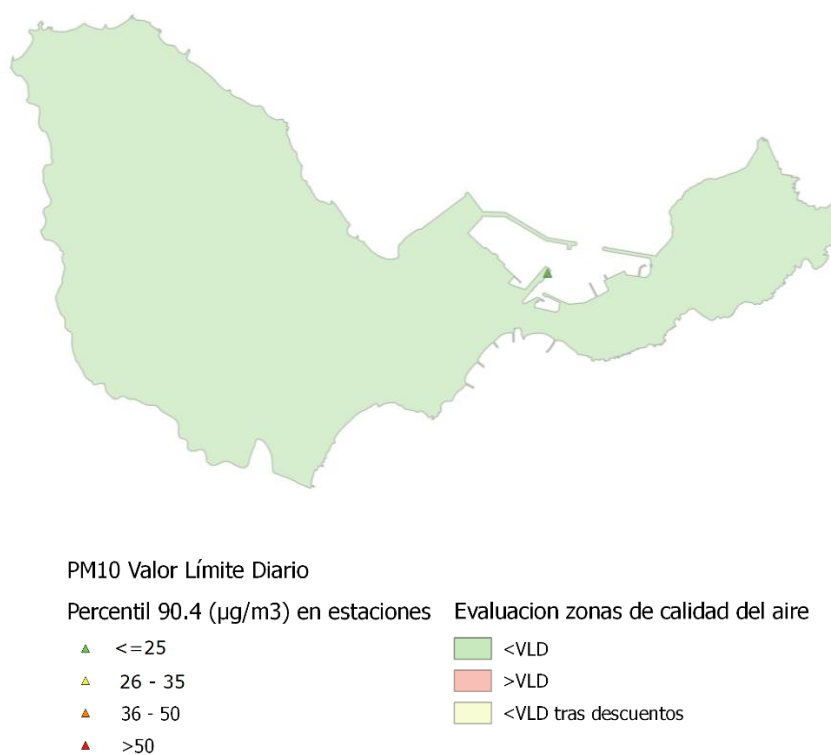 PM10 Valor Límite Diario
Percentil 90.4 (µg/m3) en estaciones
<=25
26 - 35
36 - 50
>50
Evaluacion zonas de calidad del aire
<VLD
>VLD
<VLD tras descuentos